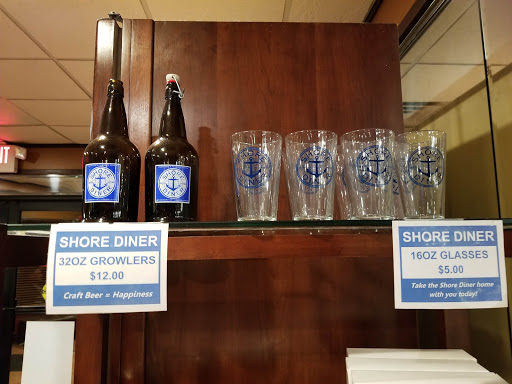 SHORE DINER
32OZ GROWLERS
$12.00
Craft Beer = Happiness
SHORE DINER
16OZ GLASSES
$5.00
Take the Shore Diner home
with you today!